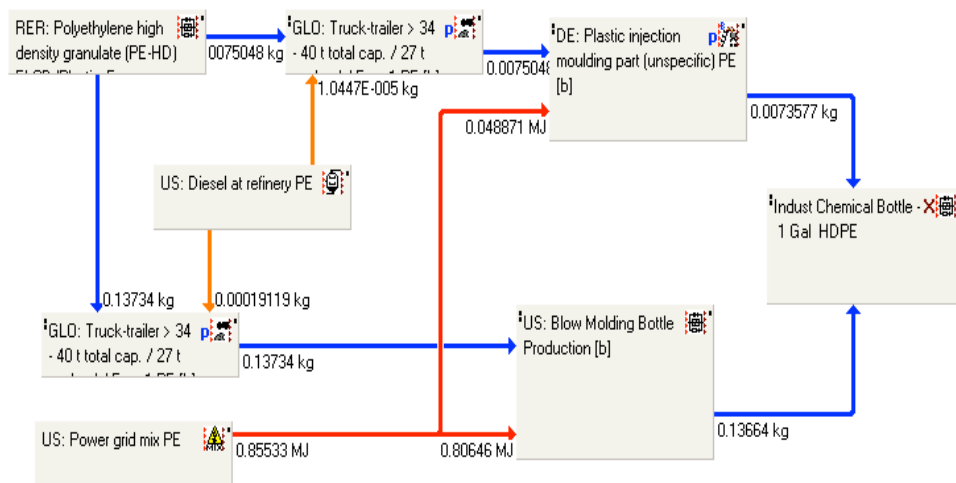 RER: Polyethylene high
density granulate (PE-HD)
0075048 kg
GLO: Truck-trailer > 34
- 40 t total cap. / 27 t
p
1.0447E-005 kg
0.0075048
DE: Plastic injection
moulding part (unspecific) PE
[b]
p
0.048871 MJ
0.0073577 kg
US: Diesel at refinery PE
Indust Chemical Bottle - X
1 Gal HDPE
0.13734 kg
0.00019119 kg
GLO: Truck-trailer > 34
- 40 t total cap. / 27 t
p
0.13734 kg
US: Blow Molding Bottle
Production [b]
US: Power grid mix PE
MIX
0.85533 MJ
0.80646 MJ
0.13664 kg